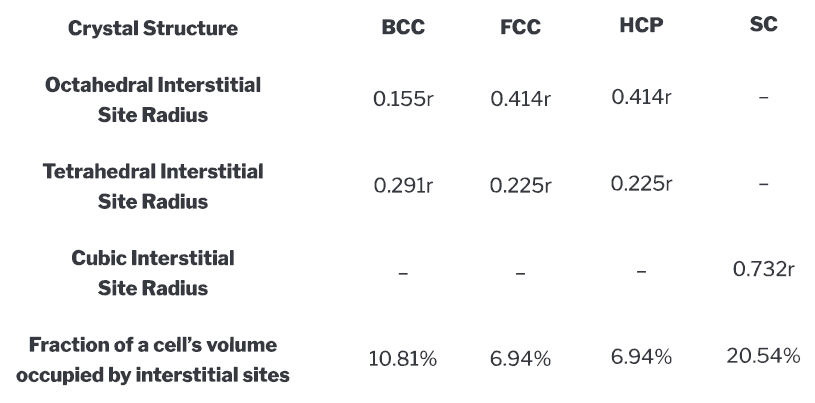 Crystal Structure BCC FCC HCP SC
Octahedral Interstitial
Site Radius 0.155r 0.414r 0.414r –
Tetrahedral Interstitial
Site Radius 0.291r 0.225r 0.225r –
Cubic Interstitial
Site Radius – – – 0.732r
Fraction of a cell’s volume
occupied by interstitial sites 10.81% 6.94% 6.94% 20.54%